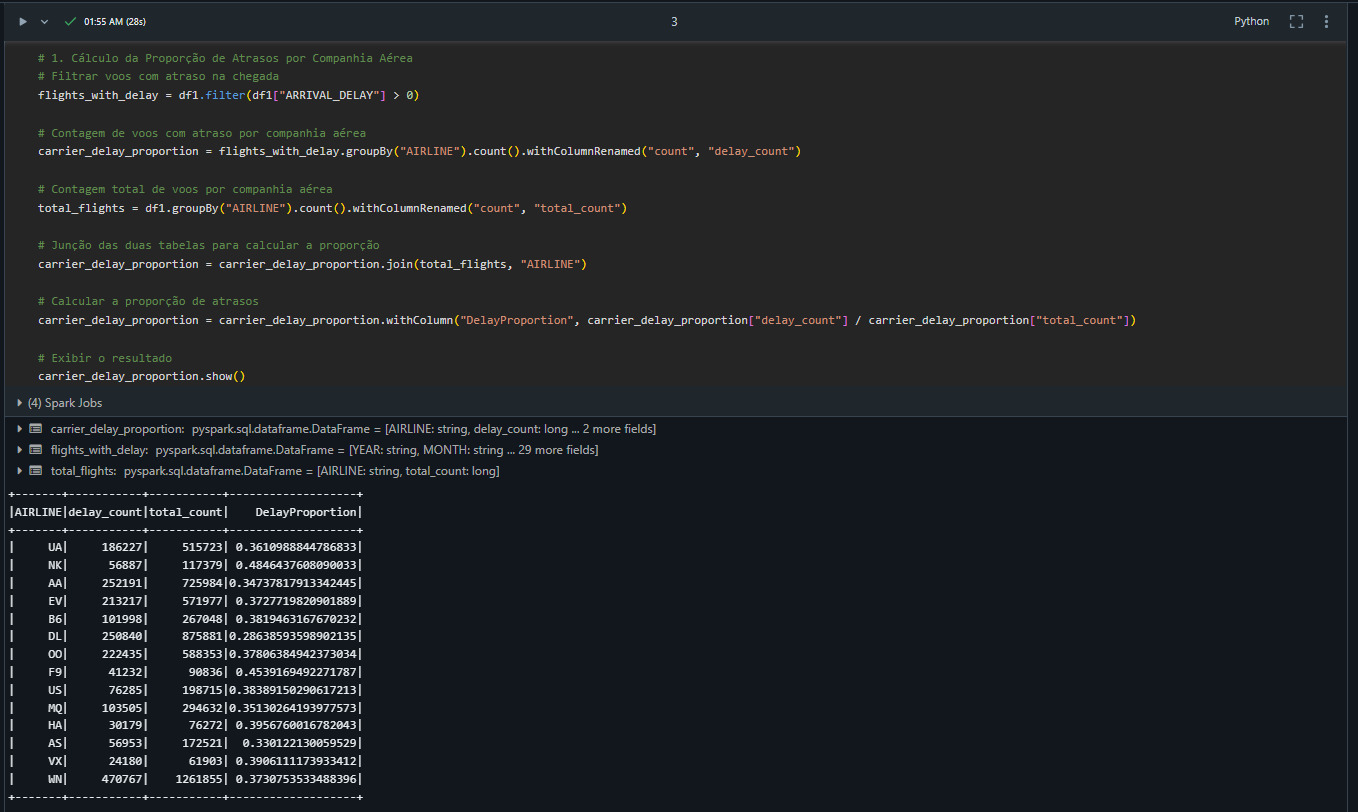 01:55 AM (28s)
3
Python
# 1. Cálculo da Proporção de Atrasos por Companhia Aérea
# Filtrar voos com atraso na chegada
flights_with_delay = df1.filter(df1["ARRIVAL_DELAY"] > 0)
# Contagem de voos com atraso por companhia aérea
carrier_delay_proportion = flights_with_delay.groupBy("AIRLINE").count().withColumnRenamed("count", "delay_count")
# Contagem total de voos por companhia aérea
total_flights = df1.groupBy("AIRLINE").count().withColumnRenamed("count", "total_count")
# Junção das duas tabelas para calcular a proporção
carrier_delay_proportion = carrier_delay_proportion.join(total_flights, "AIRLINE")
# Calcular a proporção de atrasos
carrier_delay_proportion = carrier_delay_proportion.withColumn("DelayProportion", carrier_delay_proportion["delay_count"] / carrier_delay_proportion["total_count"])
# Exibir o resultado
carrier_delay_proportion.show()
(4) Spark Jobs
carrier_delay_proportion: pyspark.sql.dataframe.DataFrame = [AIRLINE: string, delay_count: long ... 2 more fields]
flights_with_delay: pyspark.sql.dataframe.DataFrame = [YEAR: string, MONTH: string ... 29 more fields]
total_flights: pyspark.sql.dataframe.DataFrame = [AIRLINE: string, total_count: long]
+-------+-----------+-----------+-------------------+
|AIRLINE|delay_count|total_count|    DelayProportion|
+-------+-----------+-----------+-------------------+
|     UA|     186227|     515723| 0.3610988844786833|
|     NK|      56887|     117379| 0.4846437608090033|
|     AA|     252191|     725984|0.34737817913342445|
|     EV|     213217|     571977| 0.3727719820901889|
|     B6|     101998|     267048| 0.3819463167670232|
|     DL|     250840|     875881|0.28638593598902135|
|     OO|     222435|     588353|0.37806384942373034|
|     F9|      41232|      90836| 0.4539169492271787|
|     US|      76285|     198715|0.38389150290617213|
|     MQ|     103505|     294632|0.35130264193977573|
|     HA|      30179|      76272| 0.3956760016782043|
|     AS|      56953|     172521|  0.330122130059529|
|     VX|      24180|      61903| 0.3906111173933412|
|     WN|     470767|    1261855| 0.3730753533488396|
+-------+-----------+-----------+-------------------+